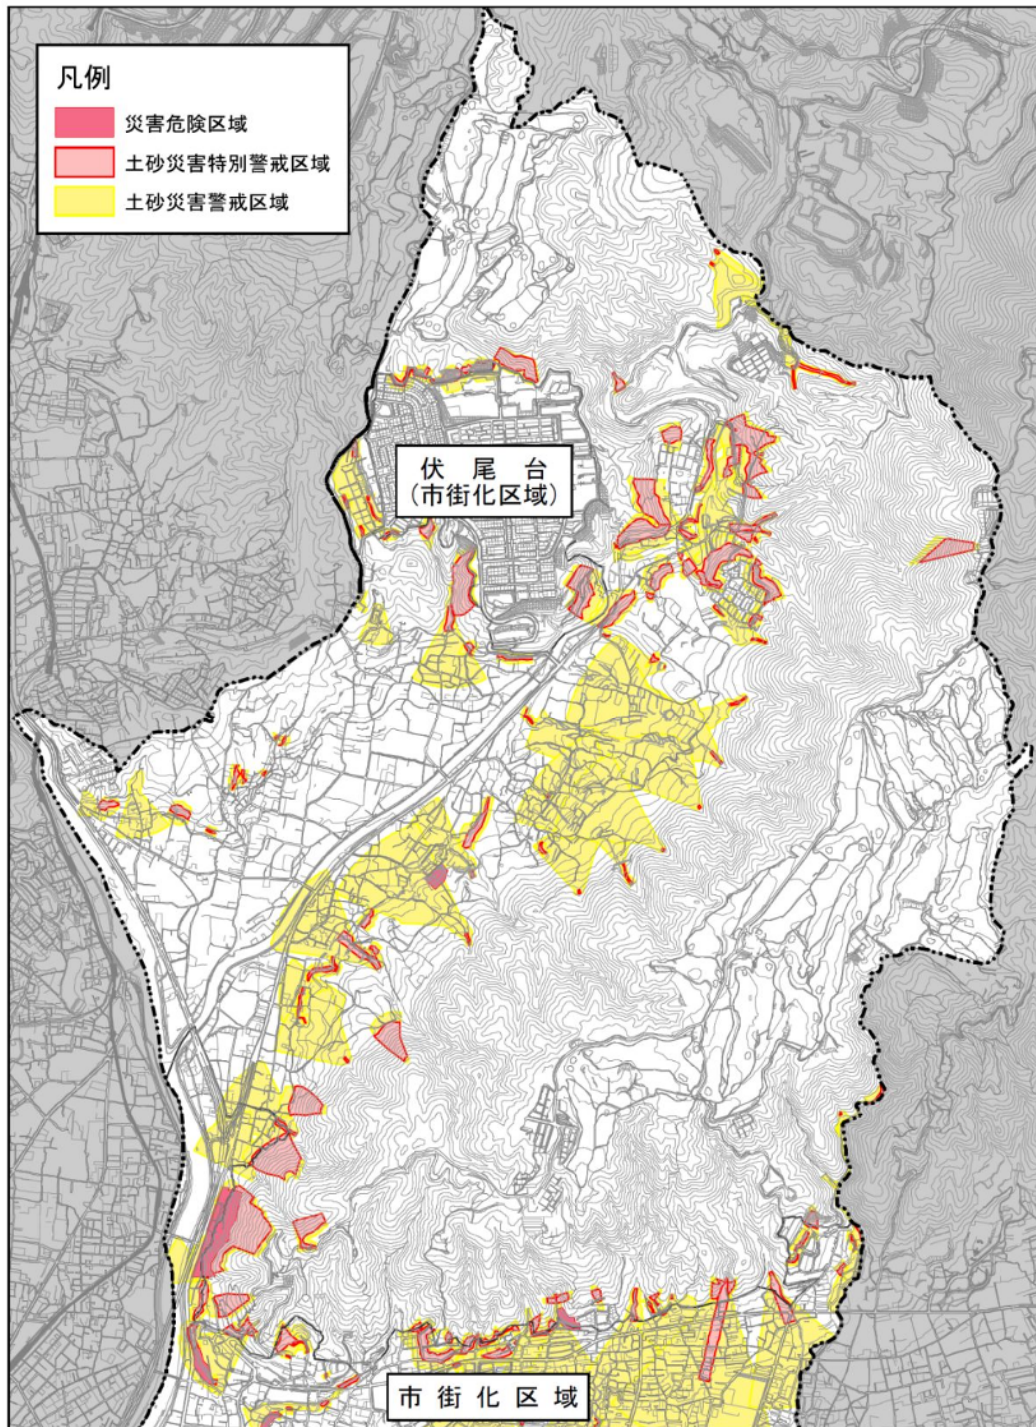 凡例
災害危険区域
土砂災害特別警戒区域
土砂災害警戒区域
伏尾台
(市街化区域)
市街化区域